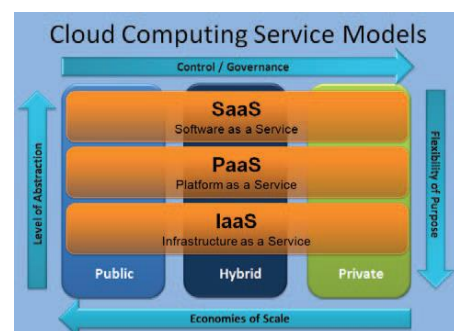 Cloud Computing Service Models
Control / Governance
Level of Abstraction
SaaS
Software as a Service
PaaS
Platform as a Service
IaaS
Infrastructure as a Service
Flexibility of Purpose
Public
Hybrid
Private
Economies of Scale